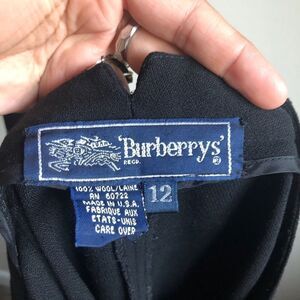 Burberrys'
REGD
®
12
100% WOOL/LAINE
RN 60722
MADE IN U.S.A.
FABRIQUE AUX
ETATS-UNIS
CARE OVER